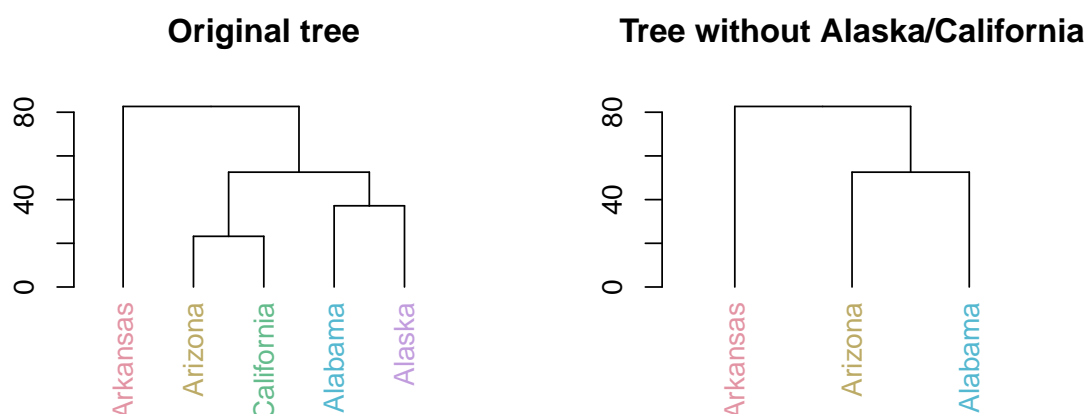 Original tree
80
40
0
Arkansas
Arizona
California
Alabama
Alaska
Tree without Alaska/California
80
40
0
Arkansas
Arizona
Alabama